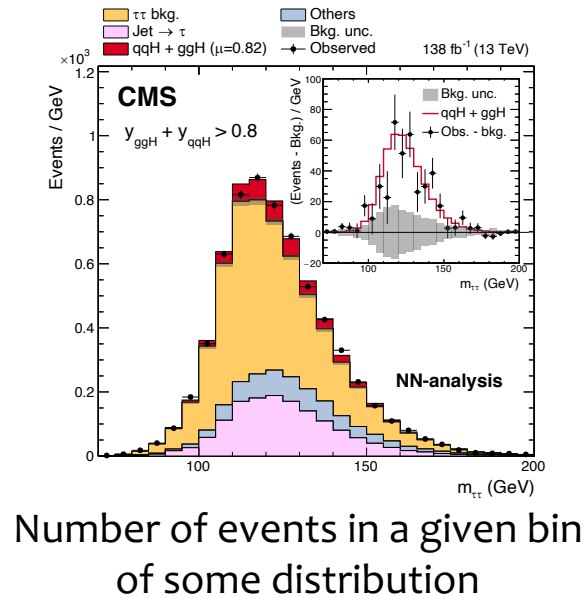 ττ bkg.
Others
Jet → τ
Bkg. unc.
qqH + ggH (μ=0.82)
Observed
138 fb⁻¹ (13 TeV)
×10³
CMS
y_ggH + y_qqH > 0.8
NN-analysis
Events / GeV
1.2
1
0.8
0.6
0.4
0.2
0
100
150
200
m_ττ (GeV)
(Events - Bkg.) / GeV
100
80
60
40
20
0
−20
Bkg. unc.
qqH + ggH
Obs. - bkg.
100
150
200
m_ττ (GeV)
Number of events in a given bin
of some distribution